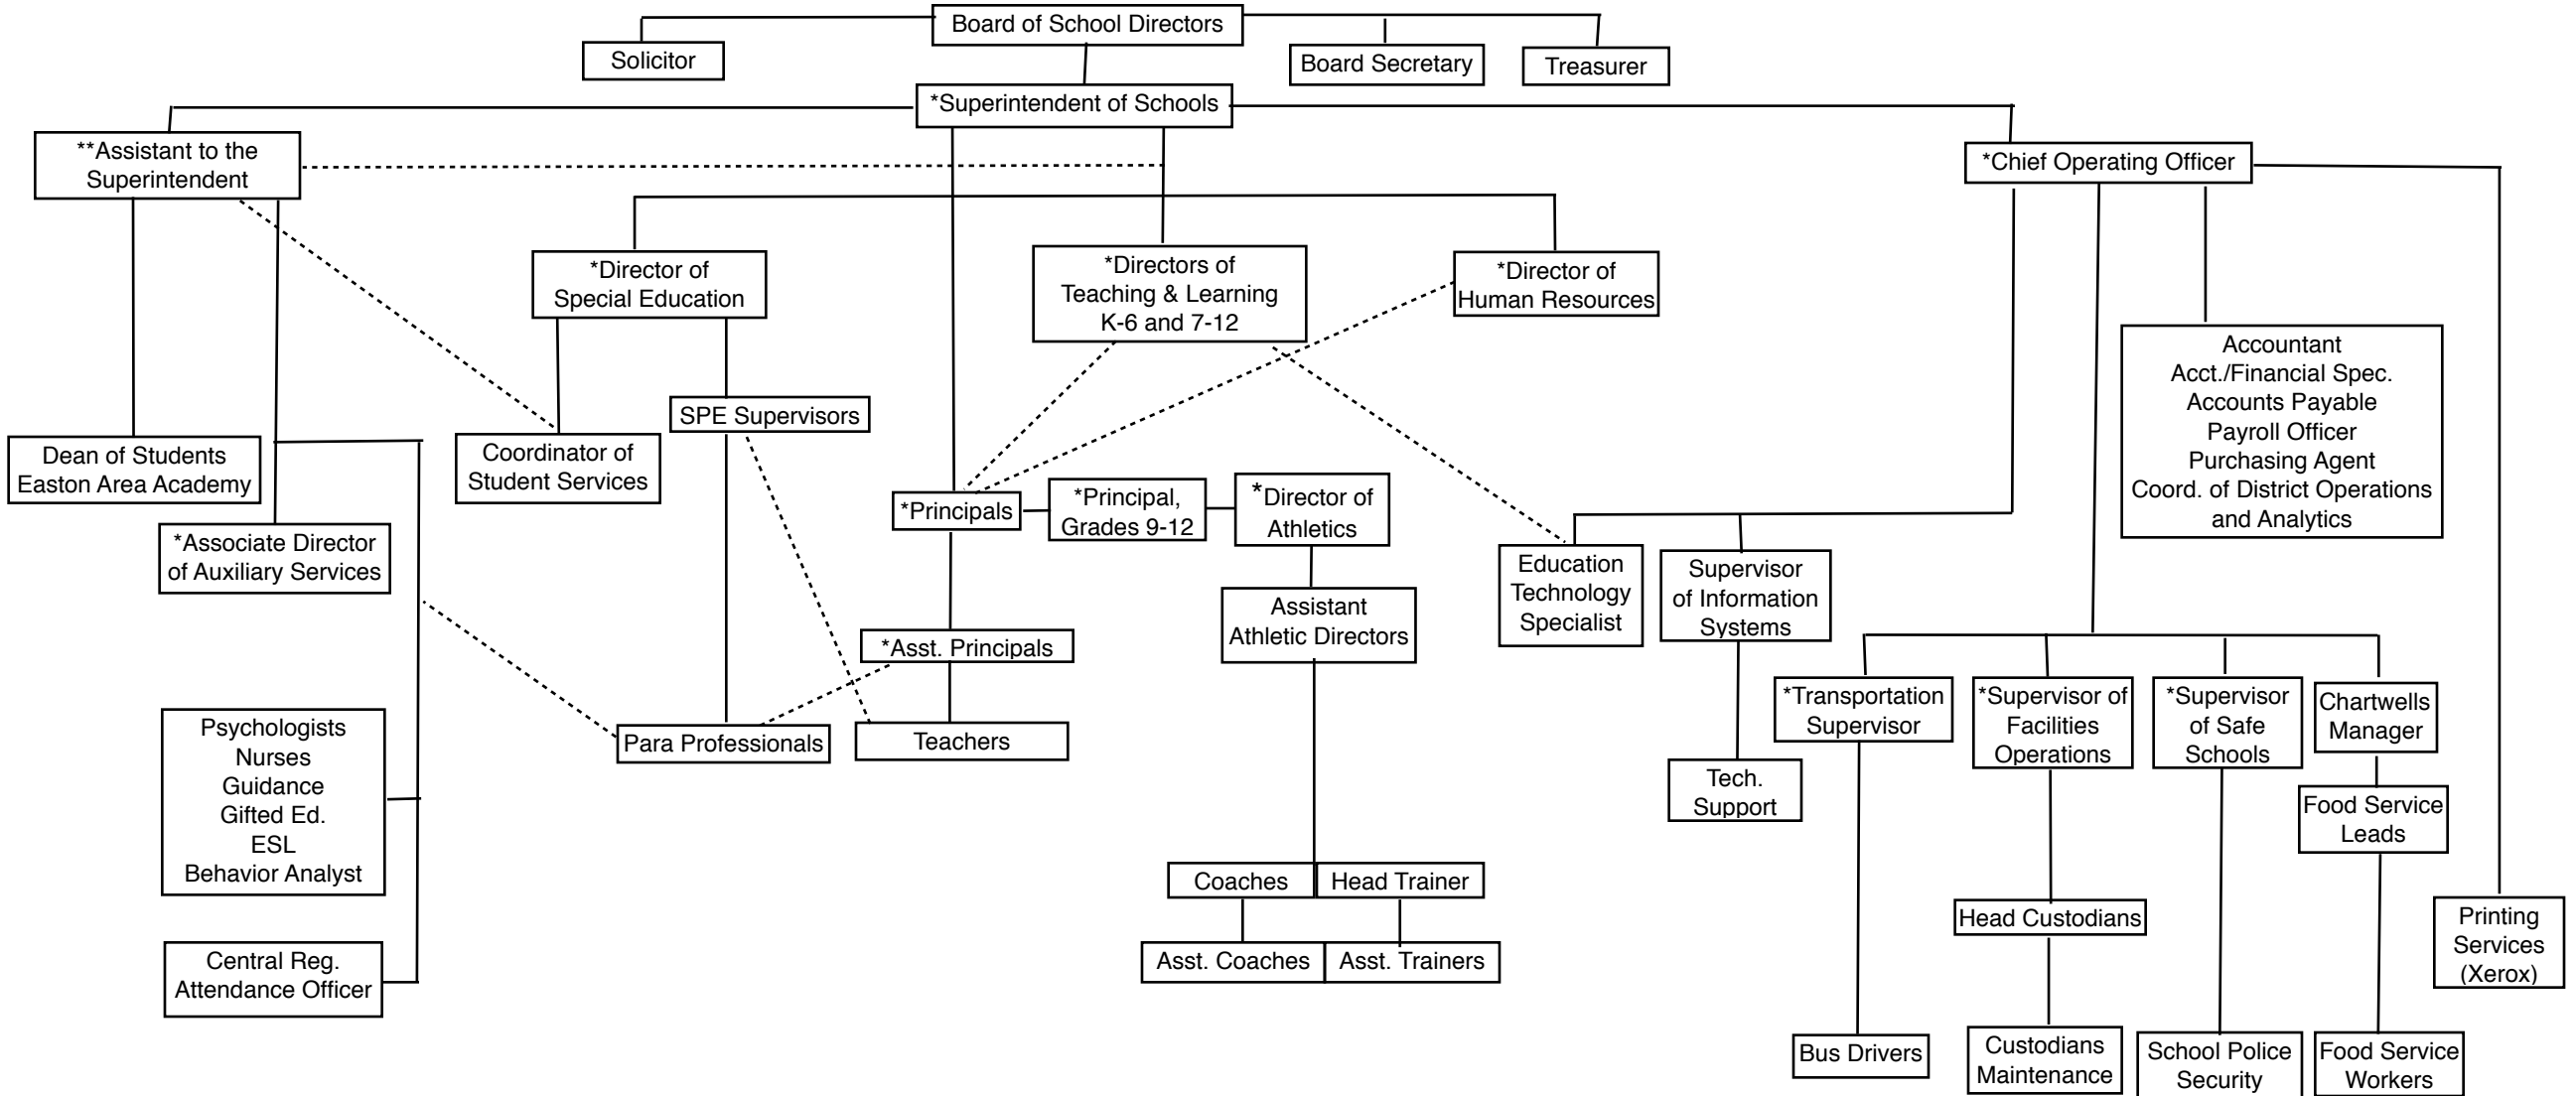 Board of School Directors
Solicitor
Board Secretary
Treasurer
*Superintendent of Schools
**Assistant to the
Superintendent
*Chief Operating Officer
*Director of
Special Education
*Directors of
Teaching & Learning
K-6 and 7-12
*Director of
Human Resources
Accountant
Acct./Financial Spec.
Accounts Payable
Payroll Officer
Purchasing Agent
Coord. of District Operations
and Analytics
SPE Supervisors
Dean of Students
Easton Area Academy
Coordinator of
Student Services
*Principals
*Principal,
Grades 9-12
*Director of
Athletics
*Associate Director
of Auxiliary Services
Education
Technology
Specialist
Supervisor
of Information
Systems
Assistant
Athletic Directors
*Asst. Principals
*Transportation
Supervisor
*Supervisor of
Facilities
Operations
*Supervisor
of Safe
Schools
Chartwells
Manager
Psychologists
Nurses
Guidance
Gifted Ed.
ESL
Behavior Analyst
Para Professionals
Teachers
Tech.
Support
Food Service
Leads
Coaches
Head Trainer
Head Custodians
Printing
Services
(Xerox)
Central Reg.
Attendance Officer
Asst. Coaches
Asst. Trainers
Bus Drivers
Custodians
Maintenance
School Police
Security
Food Service
Workers